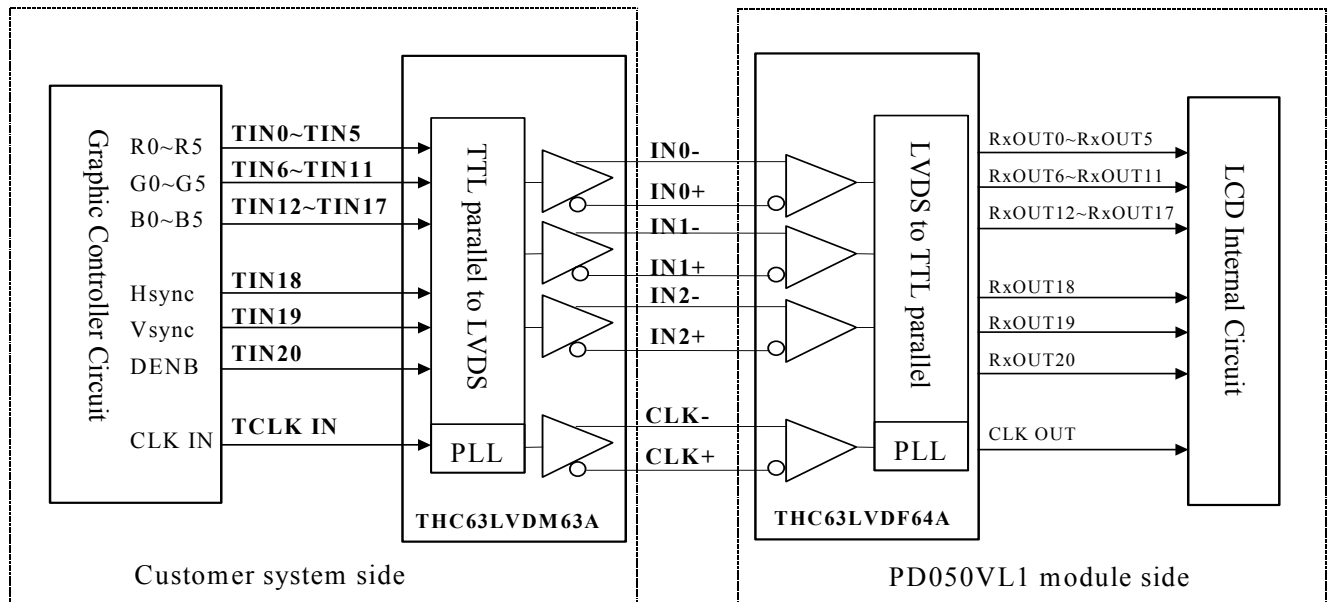 Graphic Controller Circuit
R0~R5
G0~G5
B0~B5
Hsync
Vsync
DENB
CLK IN
TIN0~TIN5
TIN6~TIN11
TIN12~TIN17
TIN18
TIN19
TIN20
TCLK IN
TTL parallel to LVDS
PLL
THC63LVDM63A
Customer system side
IN0-
IN0+
IN1-
IN1+
IN2-
IN2+
CLK-
CLK+
LVDS to TTL parallel
PLL
THC63LVDF64A
RxOUT0~RxOUT5
RxOUT6~RxOUT11
RxOUT12~RxOUT17
RxOUT18
RxOUT19
RxOUT20
CLK OUT
LCD Internal Circuit
PD050VL1 module side